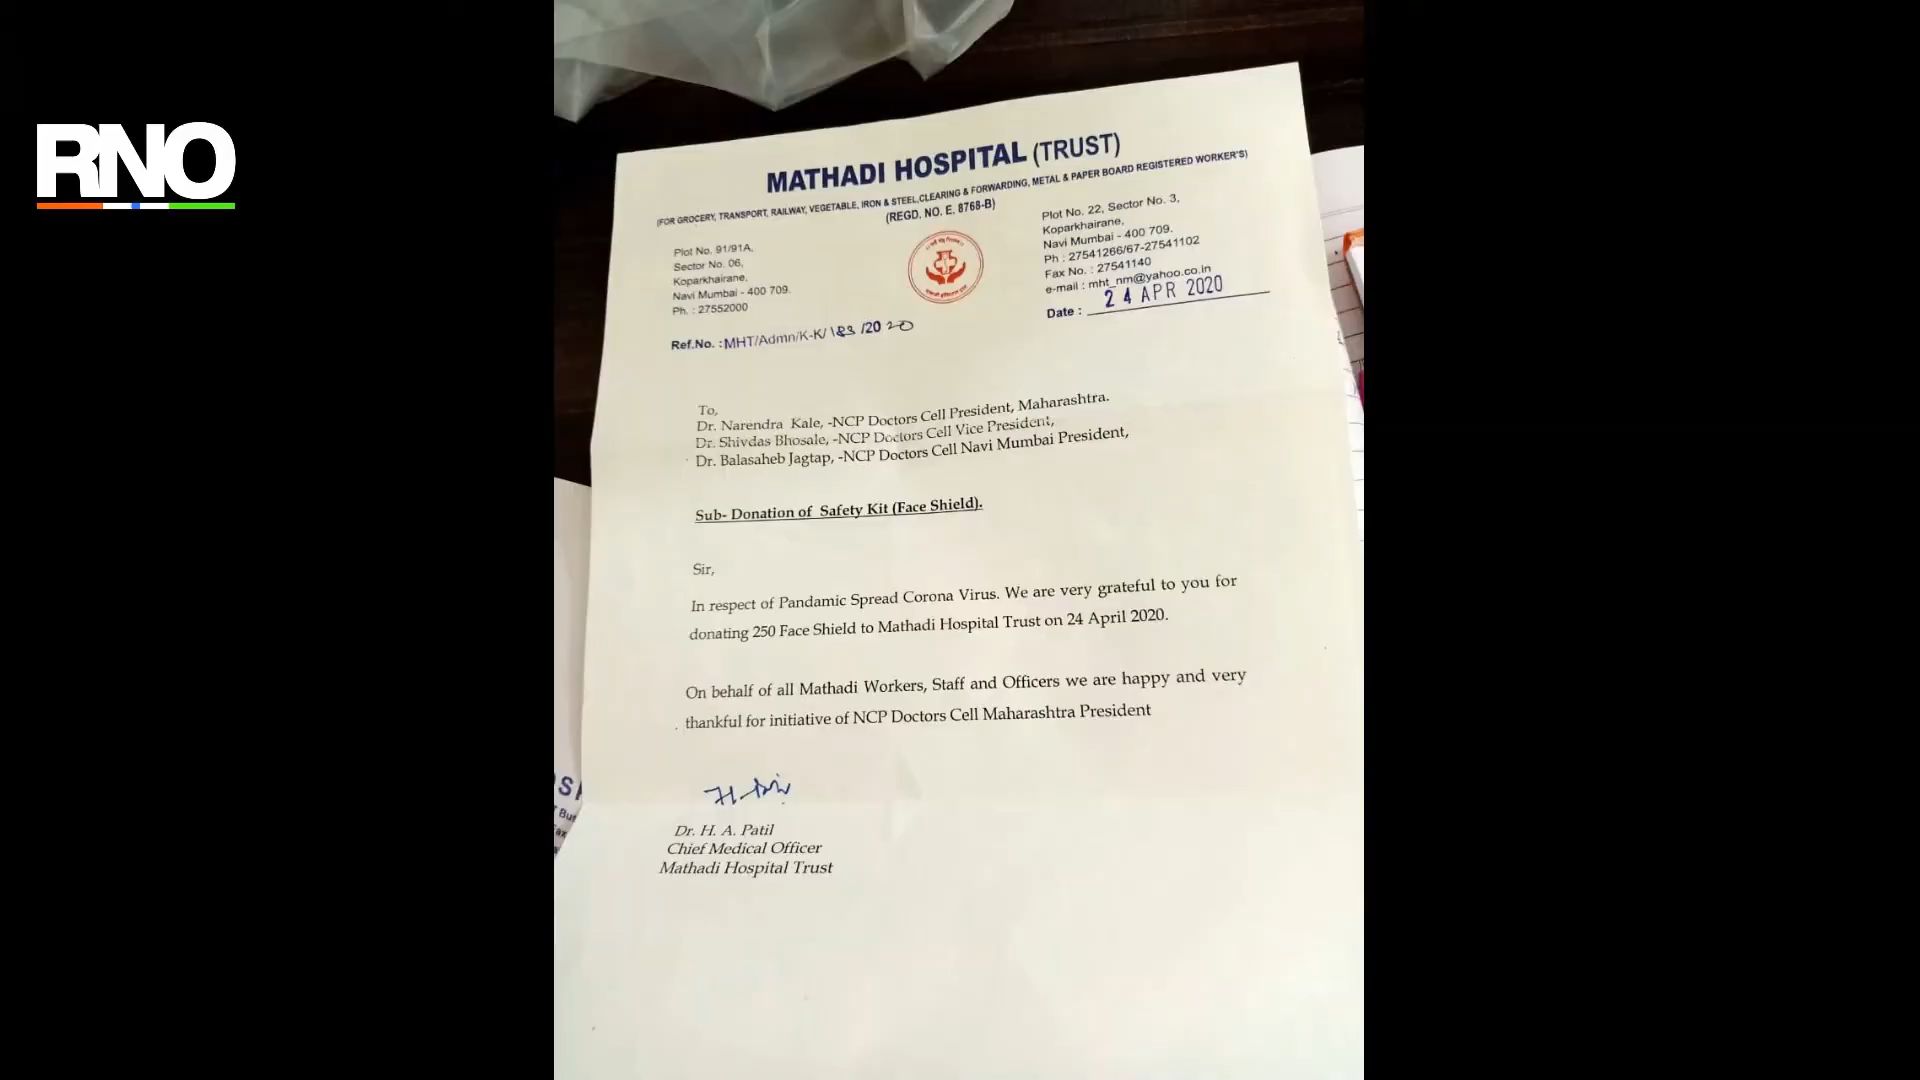 RNO
MATHADI HOSPITAL (TRUST)
(FOR GROCERY, TRANSPORT, RAILWAY, VEGETABLE, IRON & STEEL,CLEARING & FORWARDING, METAL & PAPER BOARD REGISTERED WORKER'S)
(REGD. NO. E. 8768-B)
Plot No. 91/91A,
Sector No. 06,
Koparkhairane,
Navi Mumbai - 400 709.
Ph. : 27552000
Plot No. 22, Sector No. 3,
Koparkhairane,
Navi Mumbai - 400 709.
Ph : 27541266/67-27541102
Fax No. : 27541140
e-mail : mht_nm@yahoo.co.in
Date : 24 APR 2020
Ref.No. : MHT/Admn/K-K/183/2020
To,
Dr. Narendra Kale, -NCP Doctors Cell President, Maharashtra.
Dr. Shivdas Bhosale, -NCP Doctors Cell Vice President,
Dr. Balasaheb Jagtap, -NCP Doctors Cell Navi Mumbai President,
Sub- Donation of Safety Kit (Face Shield).
Sir,
In respect of Pandamic Spread Corona Virus. We are very grateful to you for
donating 250 Face Shield to Mathadi Hospital Trust on 24 April 2020.
On behalf of all Mathadi Workers, Staff and Officers we are happy and very
thankful for initiative of NCP Doctors Cell Maharashtra President
Dr. H. A. Patil
Chief Medical Officer
Mathadi Hospital Trust